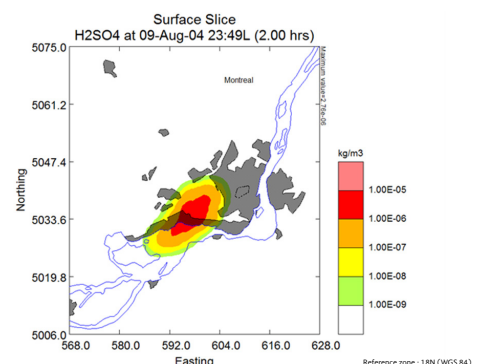 Surface Slice
H2SO4 at 09-Aug-04 23:49L (2.00 hrs)
5075.0
5061.2
5047.4
5033.6
5019.8
5006.0
Northing
Montreal
Maximum value=2.76e-06
kg/m3
1.00E-05
1.00E-06
1.00E-07
1.00E-08
1.00E-09
568.0 580.0 592.0 604.0 616.0 628.0
Easting
Reference zone : 18N (WGS 84)